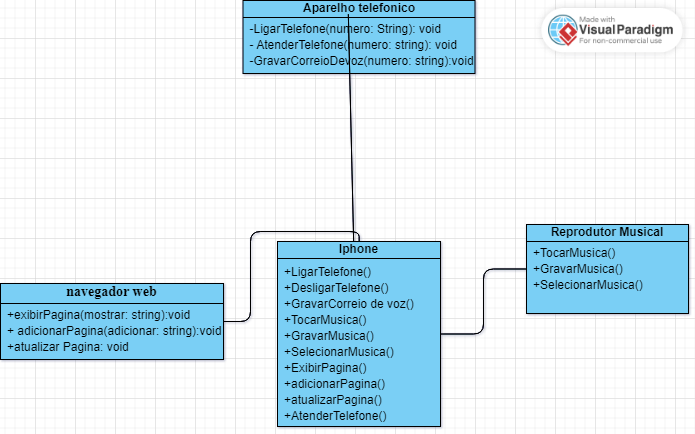 Aparelho telefonico
-LigarTelefone(numero: String): void
- AtenderTelefone(numero: string): void
-GravarCorreioDevoz(numero: string):void
Made with
Visual Paradigm
For non-commercial use
Iphone
+LigarTelefone()
+DesligarTelefone()
+GravarCorreio de voz()
+TocarMusica()
+GravarMusica()
+SelecionarMusica()
+ExibirPagina()
+adicionarPagina()
+atualizarPagina()
+AtenderTelefone()
Reprodutor Musical
+TocarMusica()
+GravarMusica()
+SelecionarMusica()
navegador web
+exibirPagina(mostrar: string):void
+ adicionarPagina(adicionar: string):void
+atualizar Pagina: void